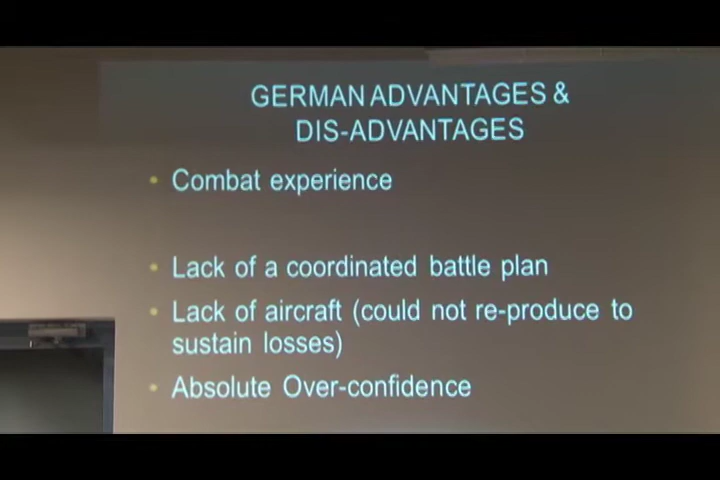 GERMAN ADVANTAGES &
DIS-ADVANTAGES
• Combat experience
• Lack of a coordinated battle plan
• Lack of aircraft (could not re-produce to
sustain losses)
• Absolute Over-confidence